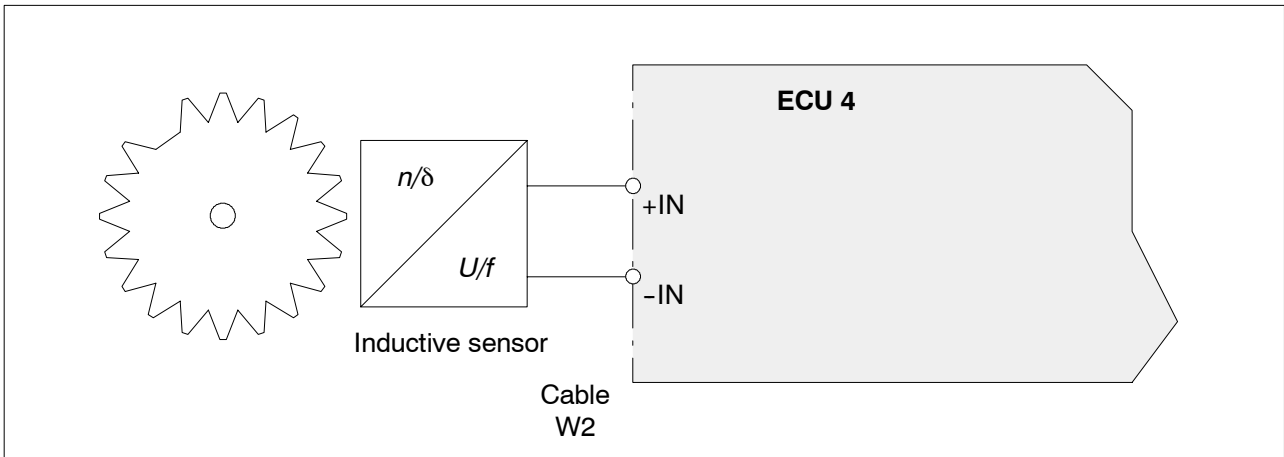 ECU 4
n/δ
+IN
U/f
−IN
Inductive sensor
Cable
W2